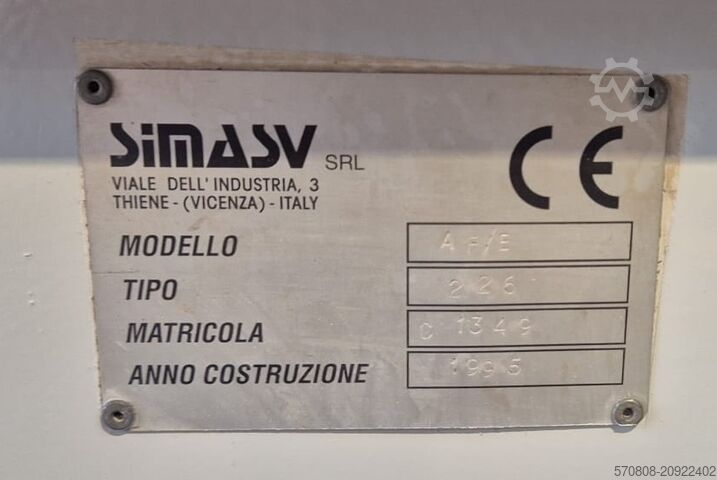 SIMASV SRL CE
VIALE DELL'INDUSTRIA, 3
THIENE - (VICENZA) - ITALY
MODELLO A F/E
TIPO 226
MATRICOLA C 1349
ANNO COSTRUZIONE 1995
570808-20922402